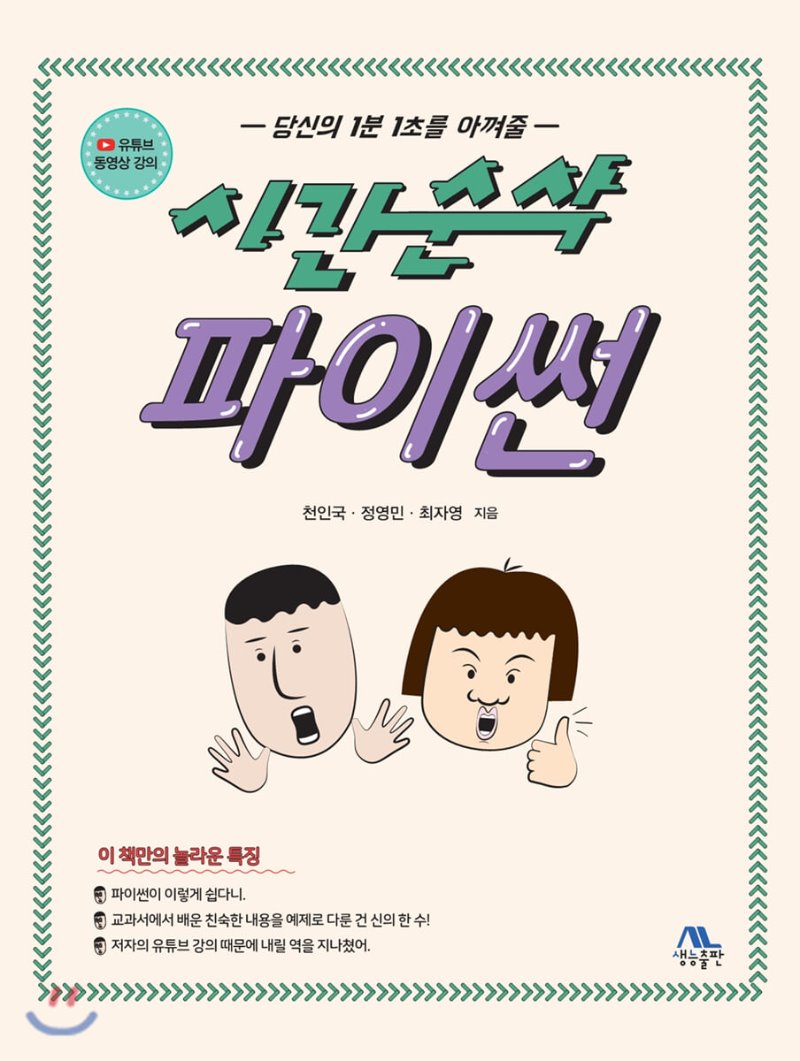 당신의 1분 1초를 아껴줄
유튜브
동영상 강의
시간순삭
파이썬
천인국 · 정영민 · 최자영 지음
이 책만의 놀라운 특징
파이썬이 이렇게 쉽다니.
교과서에서 배운 친숙한 내용을 예제로 다룬 건 신의 한 수!
저자의 유튜브 강의 때문에 내릴 역을 지나쳤어.
생능출판